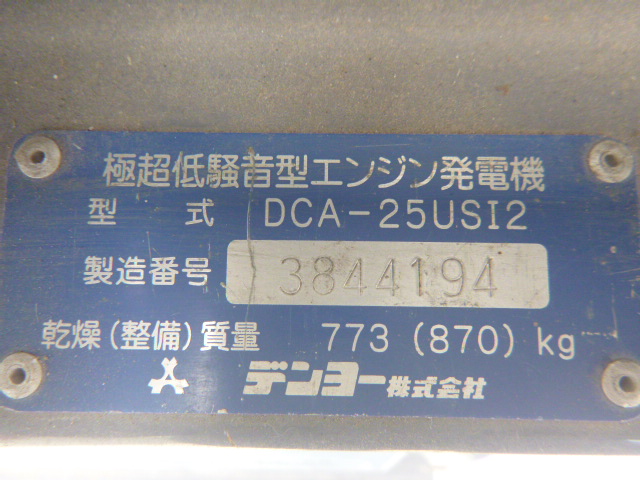 極超低騒音型エンジン発電機
型 式 DCA-25USI2
製造番号 3844194
乾燥(整備)質量 773 (870) kg
デンヨー株式会社